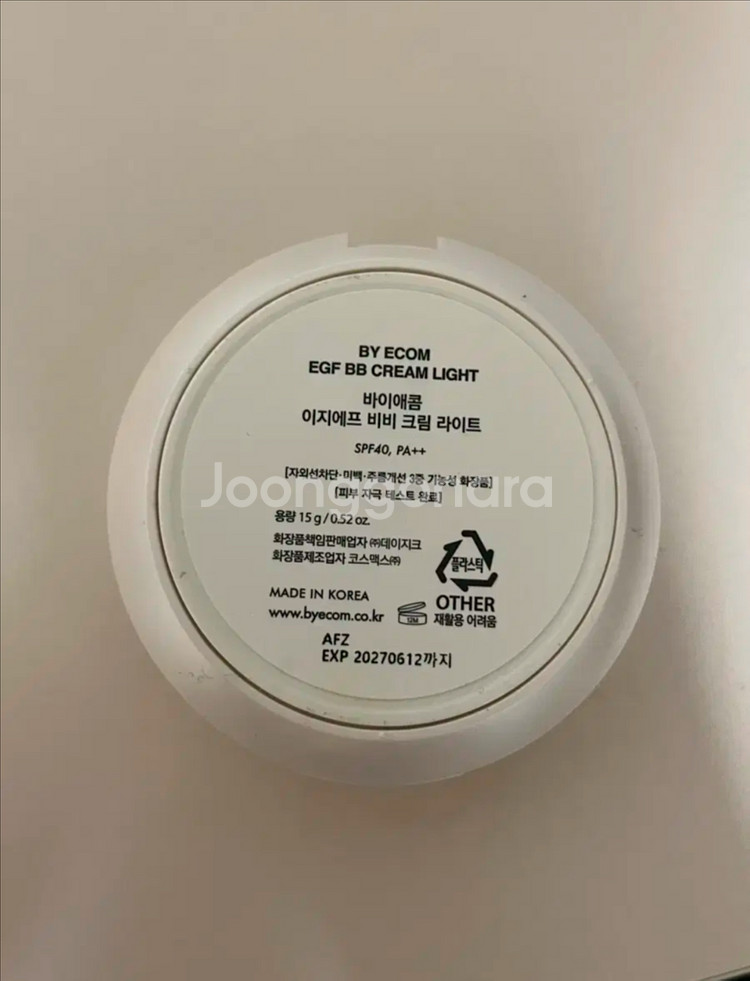 BY ECOM
EGF BB CREAM LIGHT
바이애콤
이지에프 비비 크림 라이트
SPF40, PA++
[자외선차단·미백·주름개선 3중 기능성 화장품]
[피부 자극 테스트 완료]
Joonggonara
용량 15 g / 0.52 oz.
화장품책임판매업자 ㈜데이지크
화장품제조업자 코스맥스㈜
플라스틱
OTHER
재활용 어려움
MADE IN KOREA
www.byecom.co.kr
12M
AFZ
EXP 20270612까지